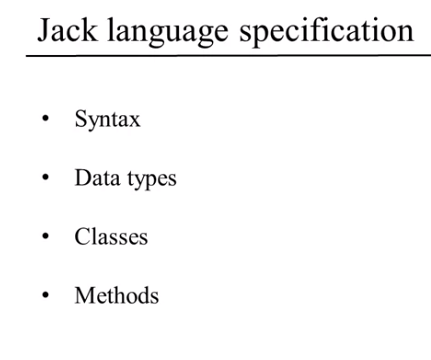 Jack language specification
• Syntax
• Data types
• Classes
• Methods